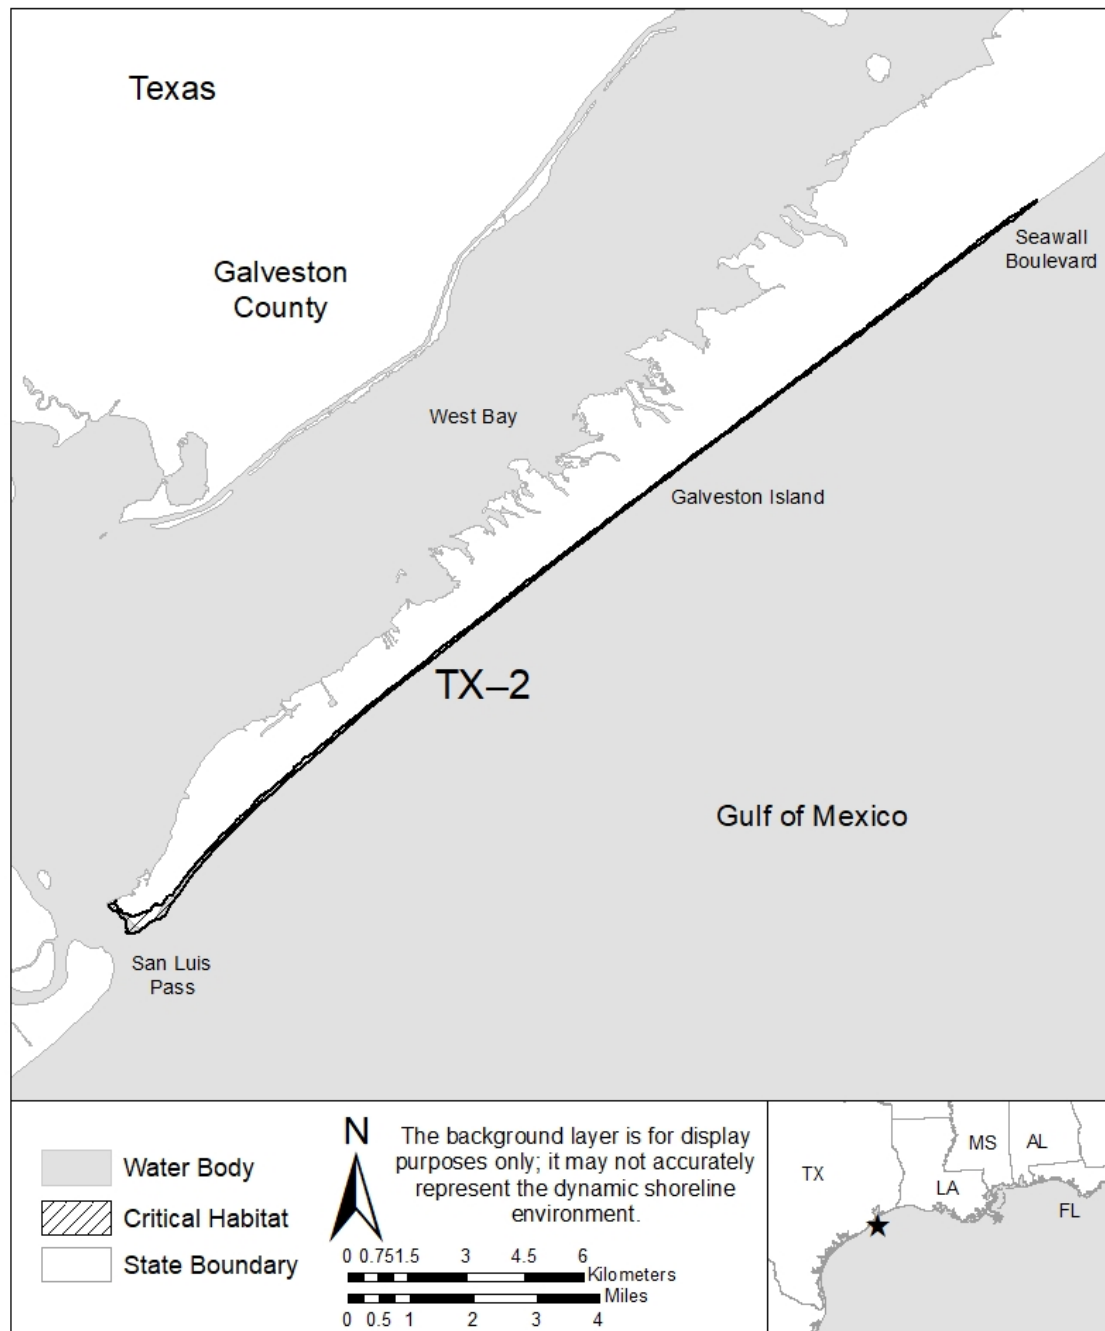 Texas
Galveston
County
Seawall
Boulevard
West Bay
Galveston Island
TX–2
Gulf of Mexico
San Luis
Pass
Water Body
Critical Habitat
State Boundary
N
The background layer is for display
purposes only; it may not accurately
represent the dynamic shoreline
environment.
0 0.75 1.5 3 4.5 6
Kilometers
Miles
0 0.5 1 2 3 4
TX
LA
MS
AL
FL